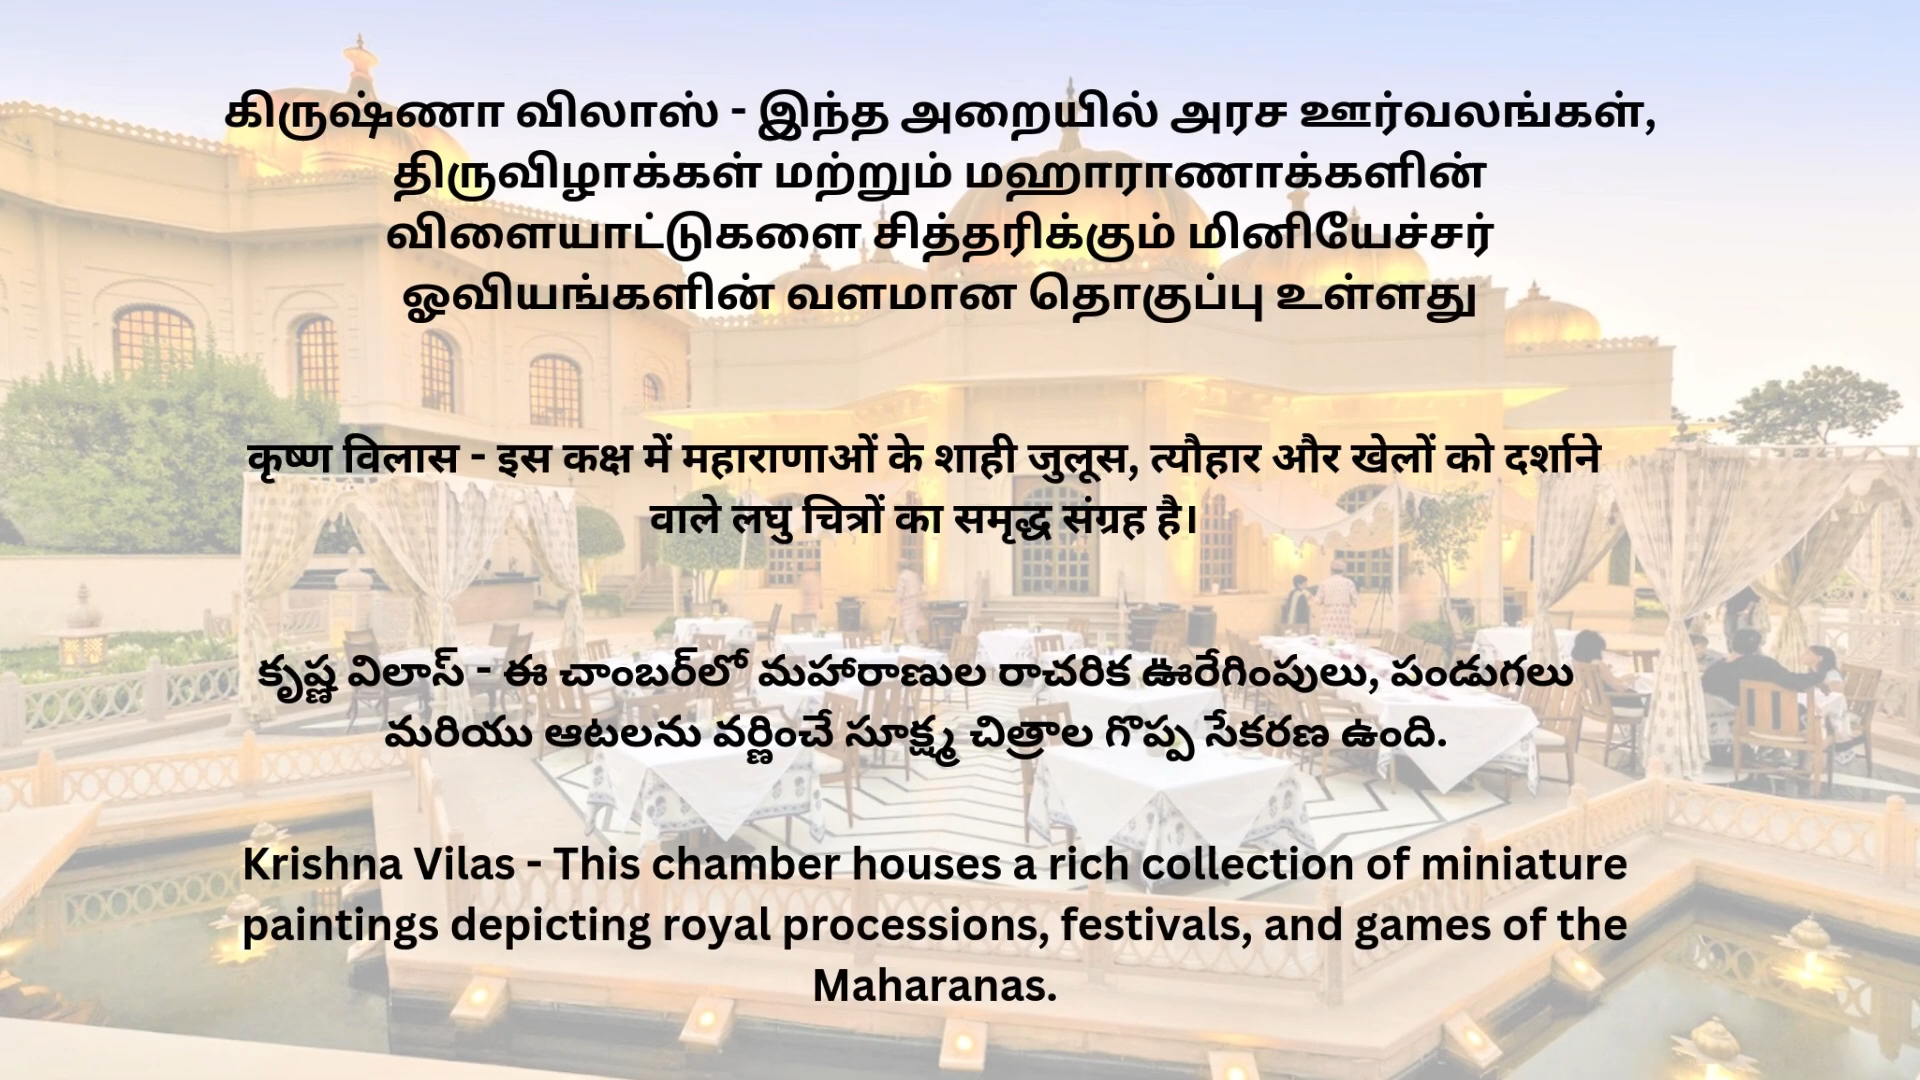 கிருஷ்ணா விலாஸ் - இந்த அறையில் அரச ஊர்வலங்கள்,
திருவிழாக்கள் மற்றும் மஹாராணாக்களின்
விளையாட்டுகளை சித்தரிக்கும் மினியேச்சர்
ஓவியங்களின் வளமான தொகுப்பு உள்ளது
कृष्ण विलास - इस कक्ष में महाराणाओं के शाही जुलूस, त्यौहार और खेलों को दर्शाने
वाले लघु चित्रों का समृद्ध संग्रह है।
కృష్ణ విలాస్ - ఈ చాంబర్‌లో మహారాణుల రాచరిక ఊరేగింపులు, పండుగలు
మరియు ఆటలను వర్ణించే సూక్ష్మ చిత్రాల గొప్ప సేకరణ ఉంది.
Krishna Vilas - This chamber houses a rich collection of miniature
paintings depicting royal processions, festivals, and games of the
Maharanas.